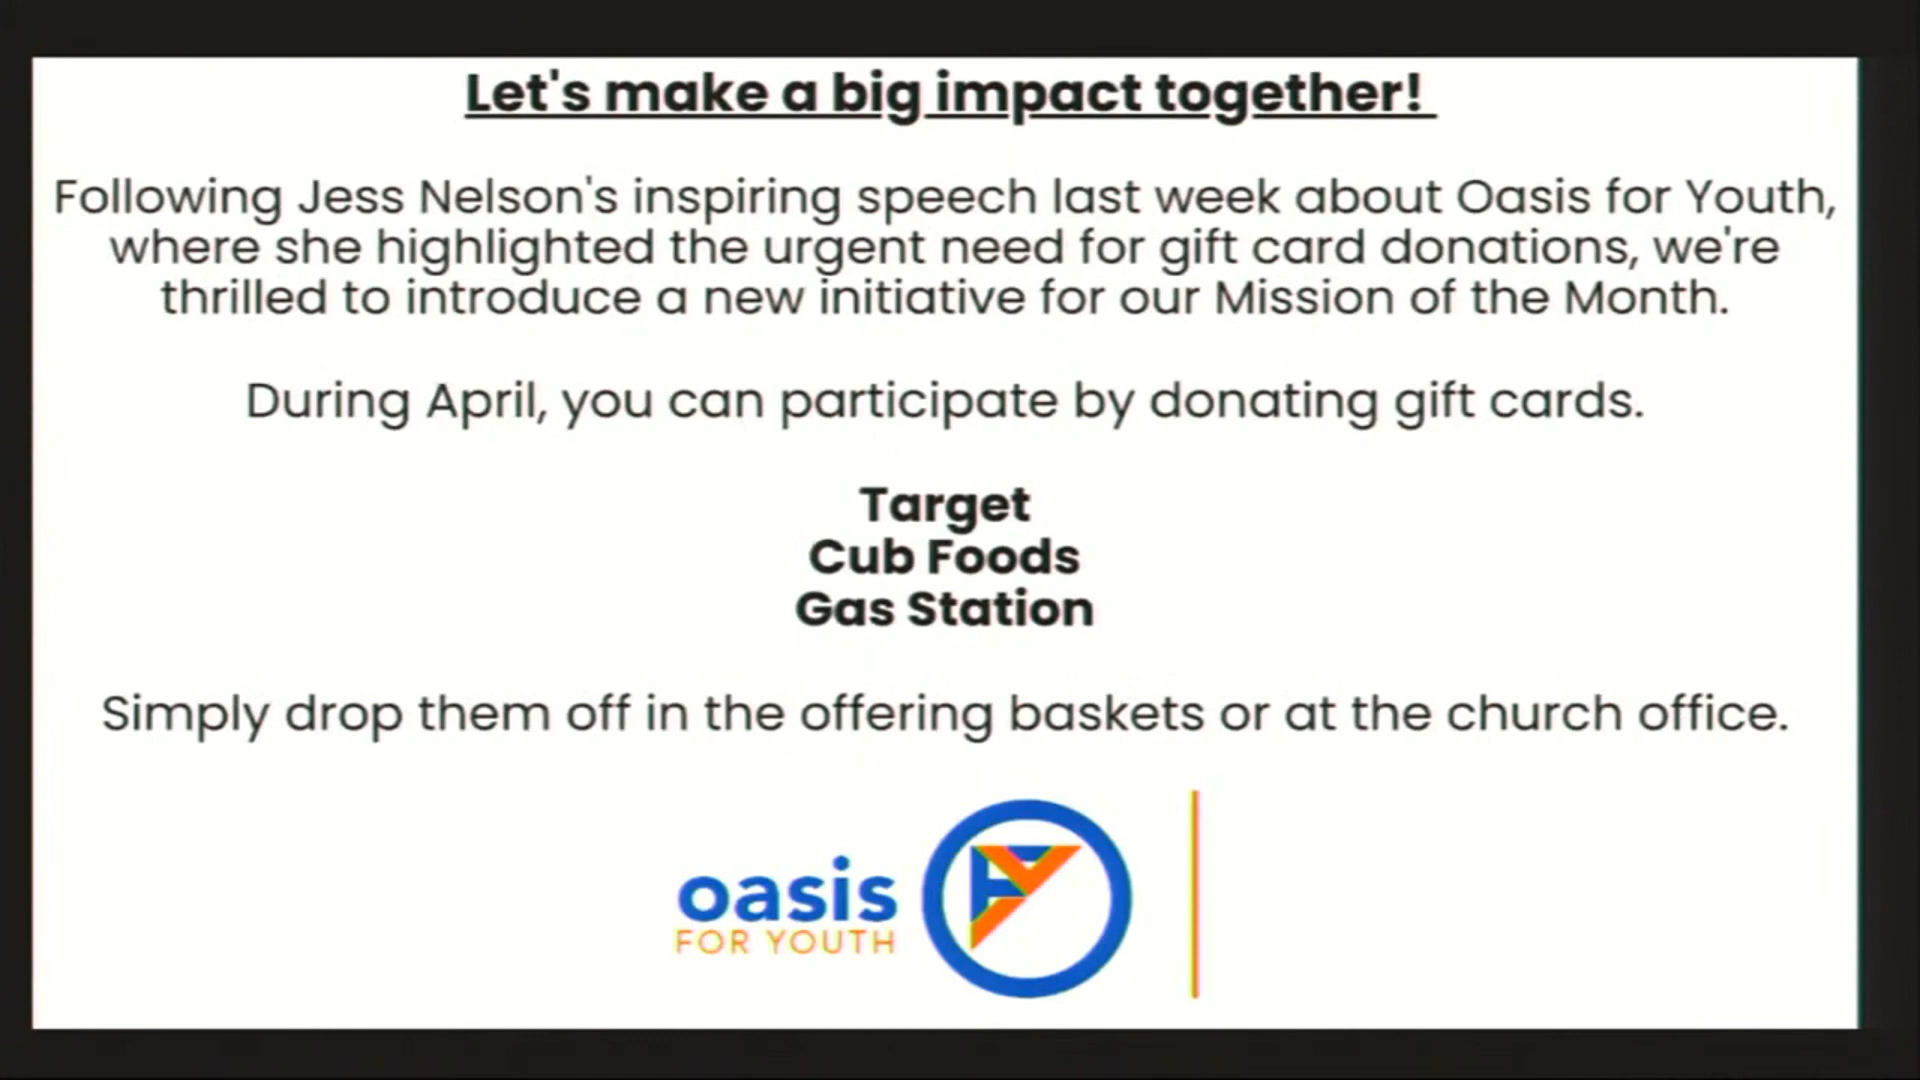 Let's make a big impact together!
Following Jess Nelson's inspiring speech last week about Oasis for Youth,
where she highlighted the urgent need for gift card donations, we're
thrilled to introduce a new initiative for our Mission of the Month.
During April, you can participate by donating gift cards.
Target
Cub Foods
Gas Station
Simply drop them off in the offering baskets or at the church office.
oasis
FOR YOUTH